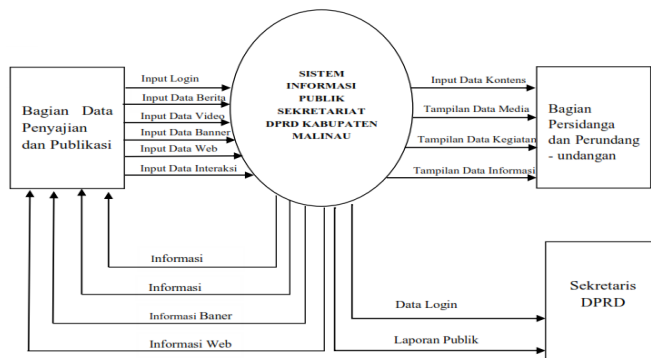 SISTEM
INFORMASI
PUBLIK
SEKRETARIAT
DPRD KABUPATEN
MALINAU
Bagian Data
Penyajian
dan Publikasi
Input Login
Input Data Berita
Input Data Video
Input Data Banner
Input Data Web
Input Data Interaksi
Input Data Kontens
Tampilan Data Media
Tampilan Data Kegiatan
Tampilan Data Informasi
Bagian
Persidanga
dan Perundang
- undangan
Informasi
Informasi
Informasi Baner
Informasi Web
Data Login
Laporan Publik
Sekretaris
DPRD